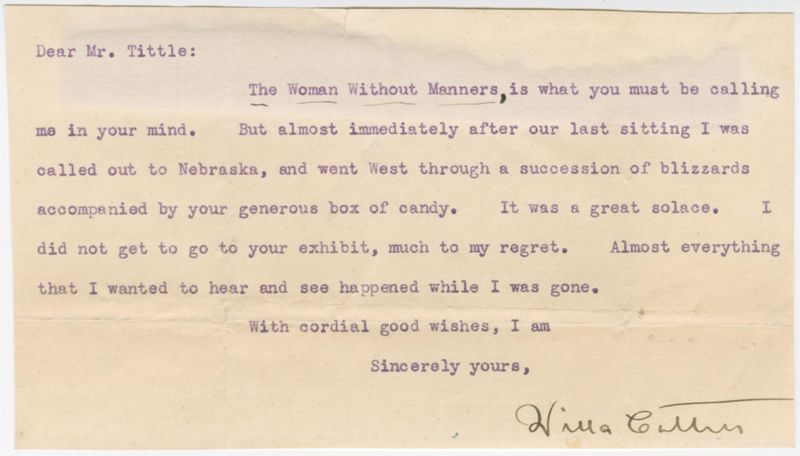 Dear Mr. Tittle:
The Woman Without Manners, is what you must be calling
me in your mind. But almost immediately after our last sitting I was
called out to Nebraska, and went West through a succession of blizzards
accompanied by your generous box of candy. It was a great solace. I
did not get to go to your exhibit, much to my regret. Almost everything
that I wanted to hear and see happened while I was gone.
With cordial good wishes, I am
Sincerely yours,
Willa Cather